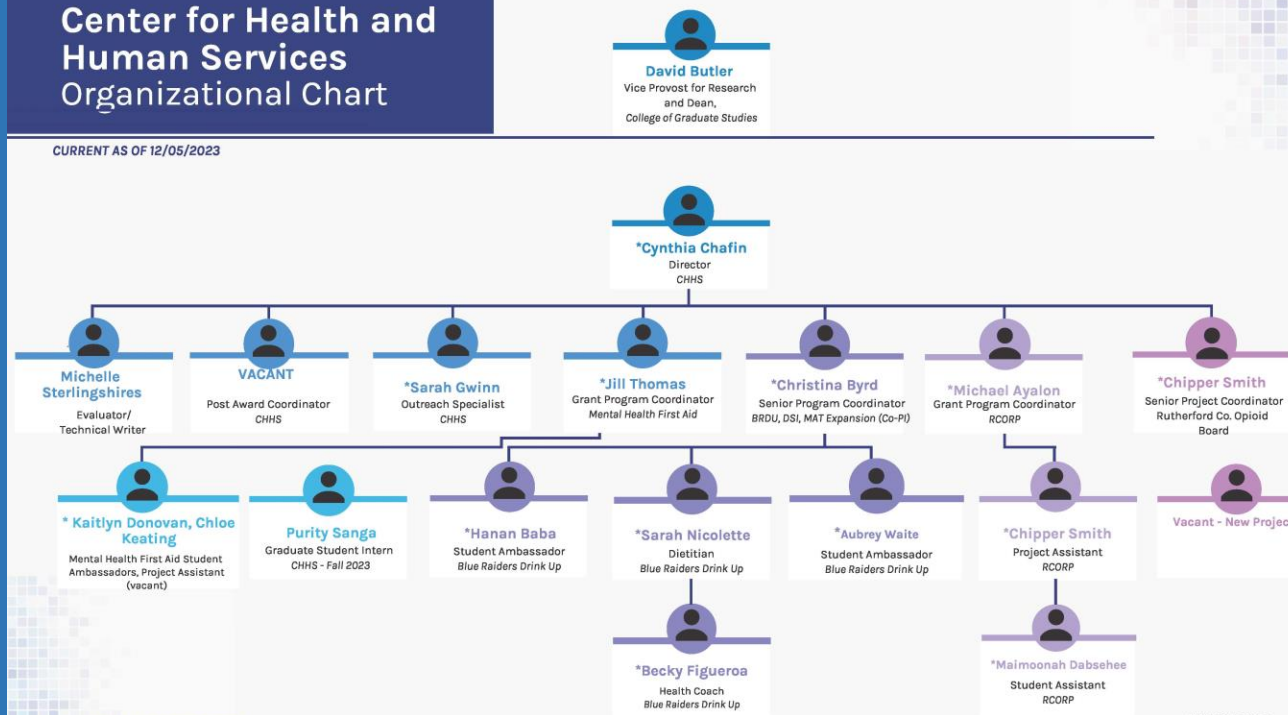 Center for Health and
Human Services
Organizational Chart
CURRENT AS OF 12/05/2023
David Butler
Vice Provost for Research
and Dean,
College of Graduate Studies
*Cynthia Chafin
Director
CHHS
Michelle
Sterlingshires
Evaluator/
Technical Writer
VACANT
Post Award Coordinator
CHHS
*Sarah Gwinn
Outreach Specialist
CHHS
*Jill Thomas
Grant Program Coordinator
Mental Health First Aid
*Christina Byrd
Senior Program Coordinator
BRDU, DSI, MAT Expansion (Co-PI)
*Michael Ayalon
Grant Program Coordinator
RCORP
*Chipper Smith
Senior Project Coordinator
Rutherford Co. Opioid
Board
* Kaitlyn Donovan, Chloe
Keating
Mental Health First Aid Student
Ambassadors, Project Assistant
(vacant)
Purity Sanga
Graduate Student Intern
CHHS - Fall 2023
*Hanan Baba
Student Ambassador
Blue Raiders Drink Up
*Sarah Nicolette
Dietitian
Blue Raiders Drink Up
*Aubrey Waite
Student Ambassador
Blue Raiders Drink Up
*Chipper Smith
Project Assistant
RCORP
Vacant - New Projec
*Becky Figueroa
Health Coach
Blue Raiders Drink Up
*Maimoonah Dabsehee
Student Assistant
RCORP